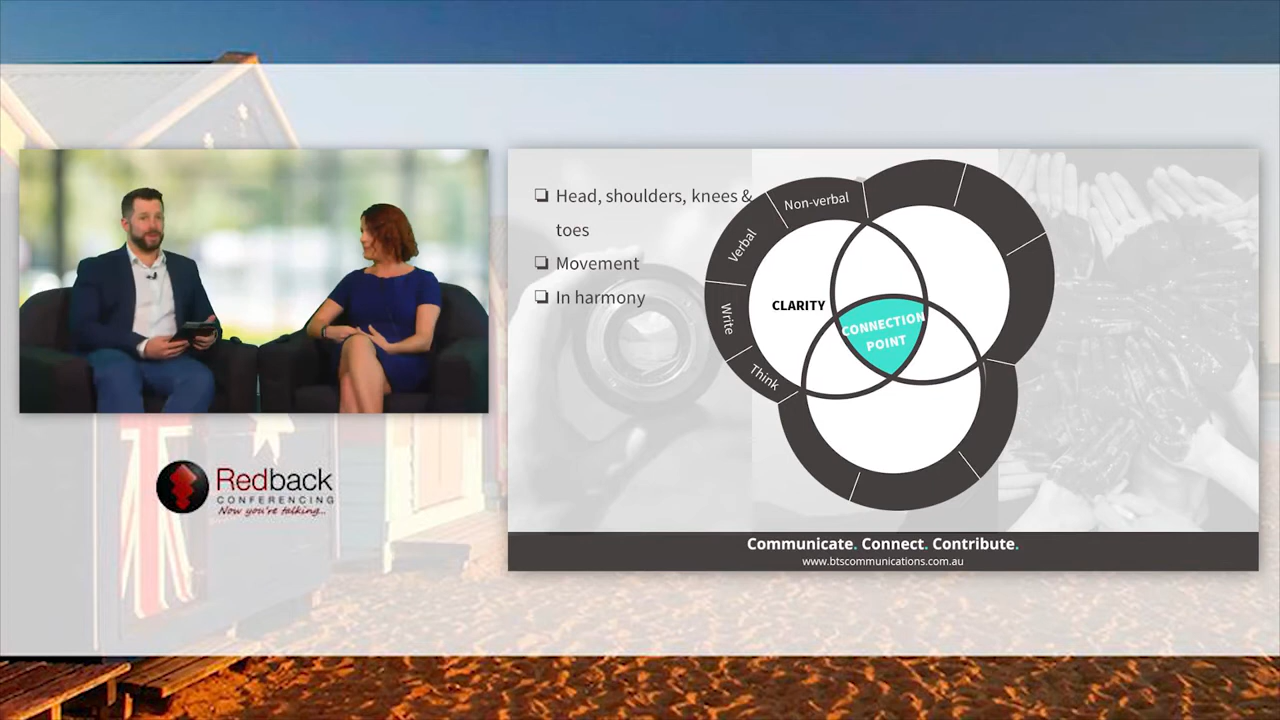 Head, shoulders, knees &
toes
Movement
In harmony
Non-verbal
Verbal
Write
Think
CLARITY
CONNECTION
POINT
Redback
CONFERENCING
Now you're talking...
Communicate. Connect. Contribute.
www.btscommunications.com.au